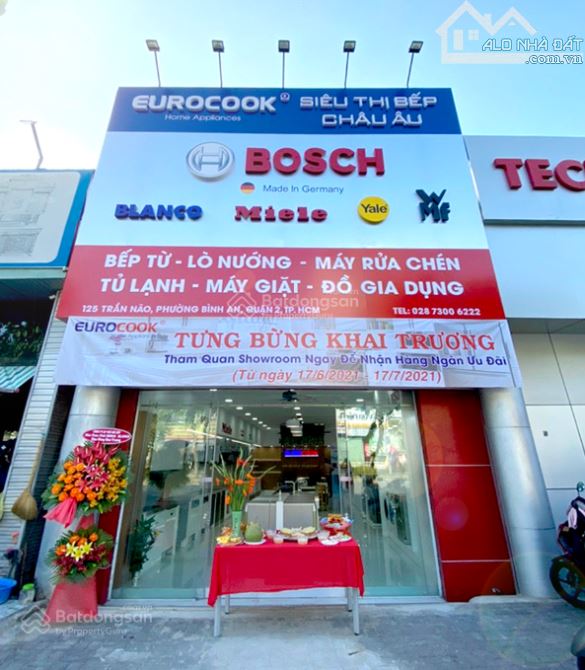 ALO NHÀ ĐẤT
.com.vn
EUROCOOK®
Home Appliances
SIÊU THỊ BẾP
CHÂU ÂU
BOSCH
Made In Germany
BLANCO
Miele
Yale
WMF
TEC
BẾP TỪ - LÒ NƯỚNG - MÁY RỬA CHÉN
TỦ LẠNH - MÁY GIẶT - ĐỒ GIA DỤNG
125 TRẦN NÃO, PHƯỜNG BÌNH AN, QUẬN 2, TP. HCM
TEL: 028 7300 6222
Batdongsan
by PropertyGuru
EUROCOOK
TƯNG BỪNG KHAI TRƯƠNG
Tham Quan Showroom Ngay Để Nhận Hàng Ngàn Ưu Đãi
(Từ ngày 17/6/2021 - 17/7/2021)
Batdongsan
by PropertyGuru
Batdongsan